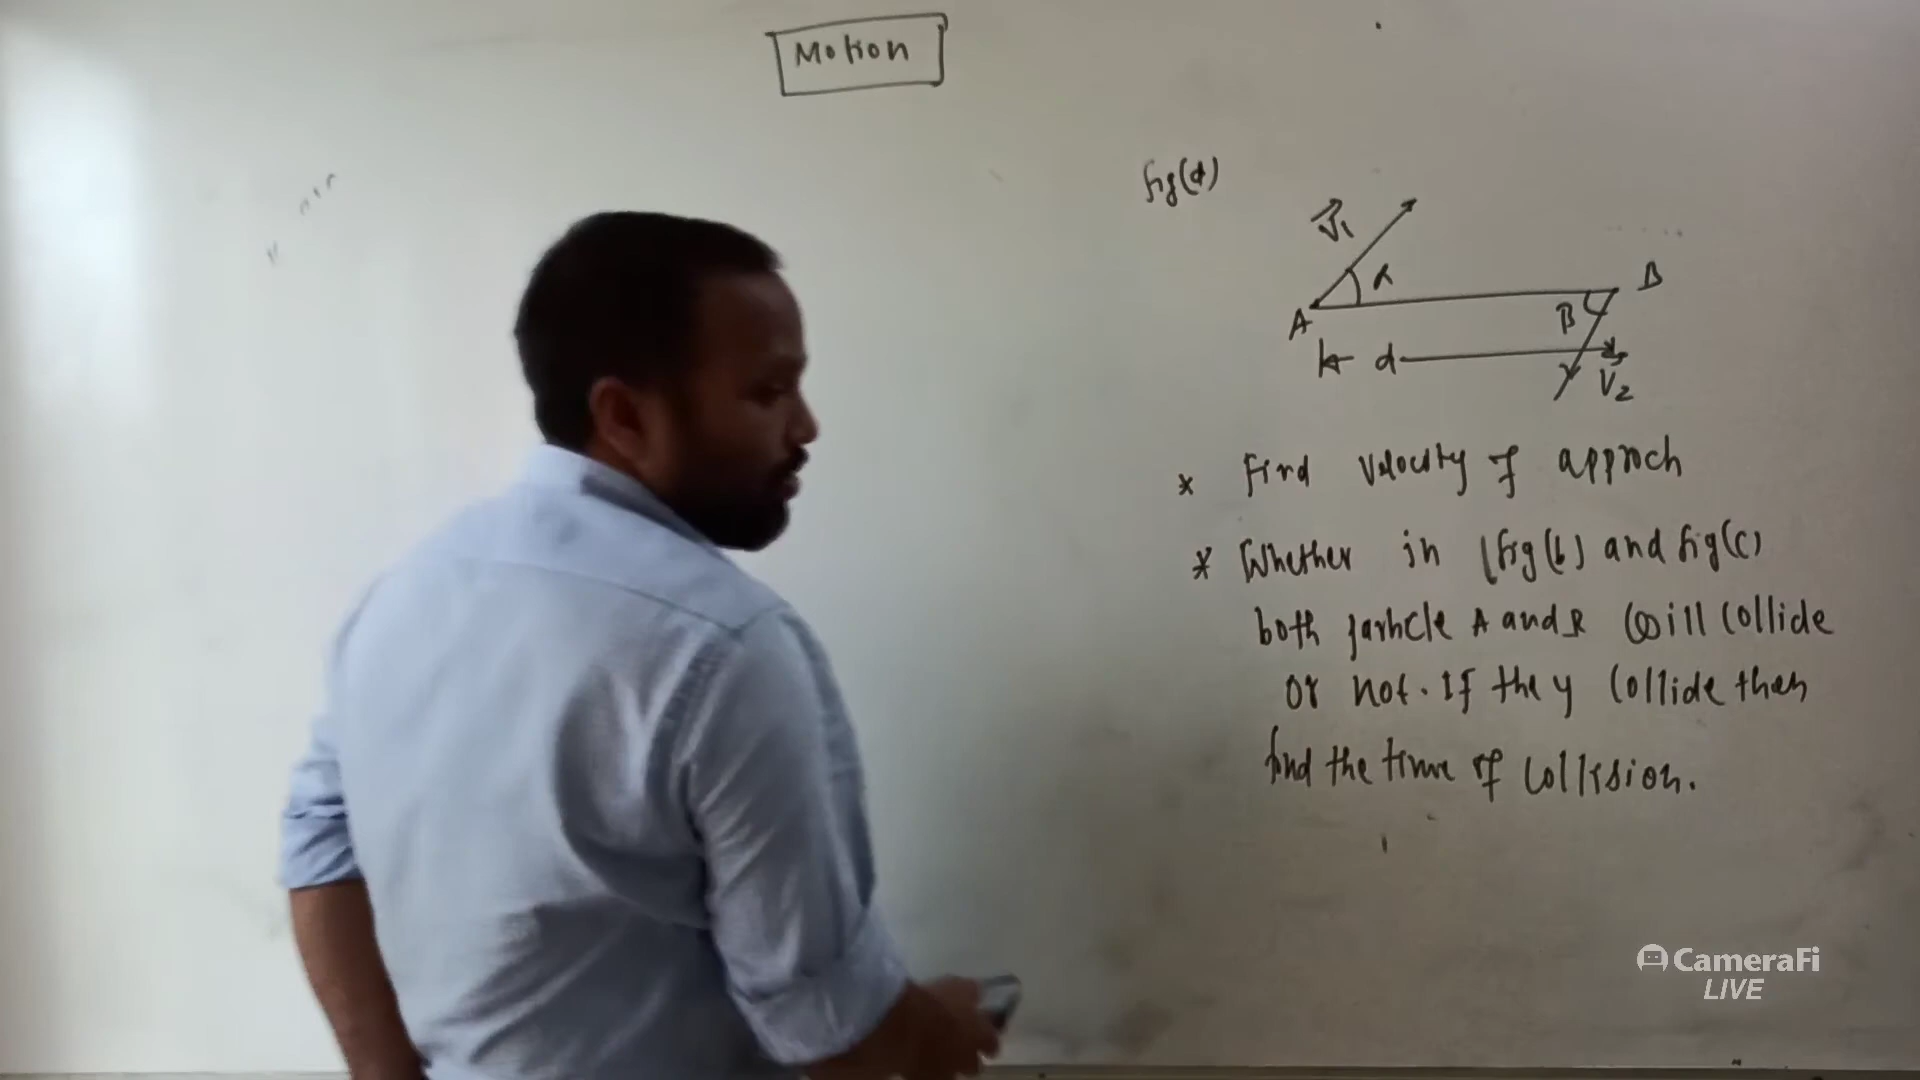 Motion
fig(d)
V1
α
A
B
β
d
V2
* Find velocity of approch
* Whether in (fig(b) and fig(c)
both particle A and B will collide
or not. If they collide then
find the time of collision.
CameraFi
LIVE